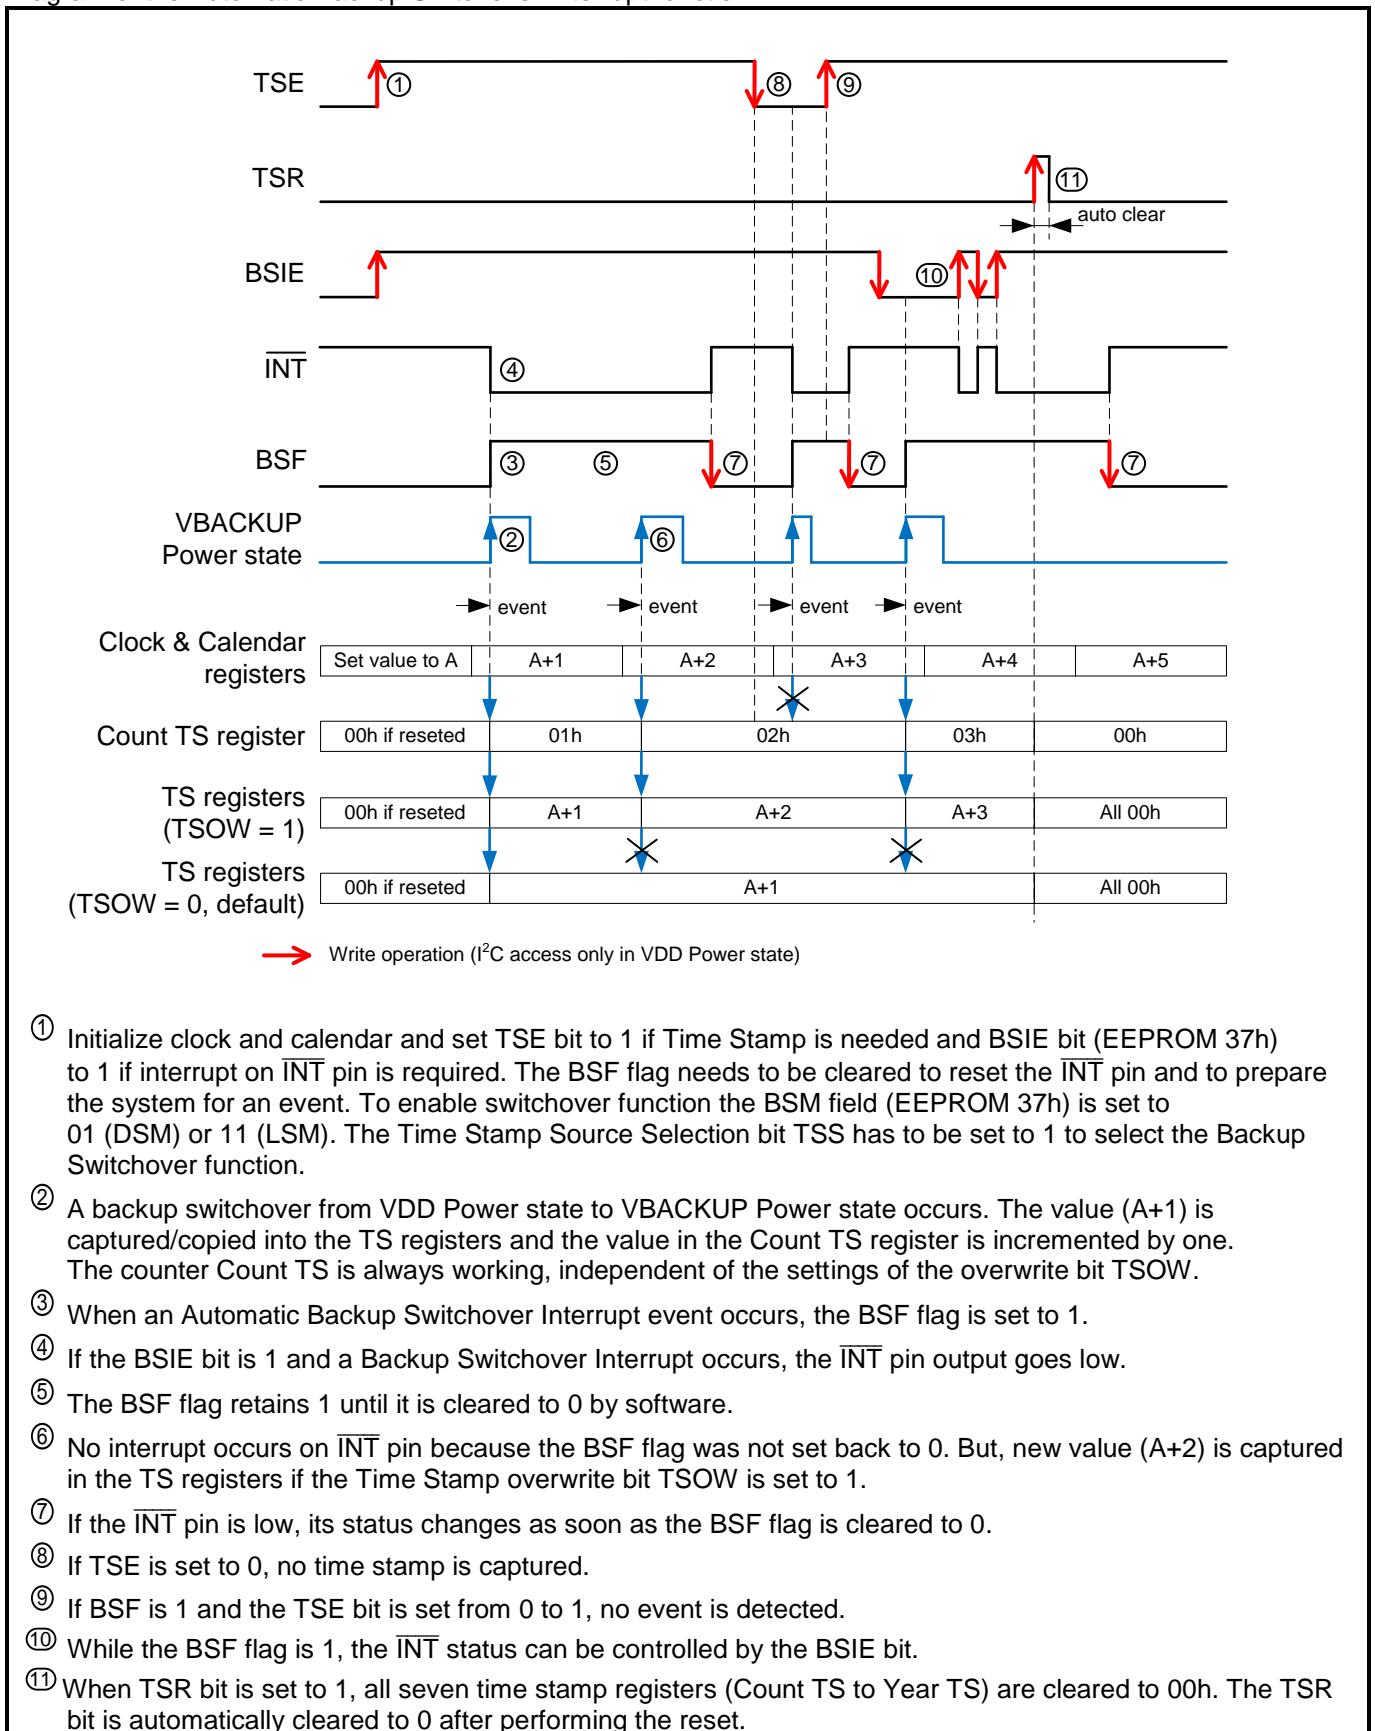 TSE
①
⑧
⑨
TSR
⑪
auto clear
BSIE
⑩
INT
④
BSF
③
⑤
⑦
⑦
⑦
VBACKUP
Power state
②
⑥
event
event
event
event
Clock & Calendar
registers
Set value to A
A+1
A+2
A+3
A+4
A+5
Count TS register
00h if reseted
01h
02h
03h
00h
TS registers
(TSOW = 1)
00h if reseted
A+1
A+2
A+3
All 00h
TS registers
(TSOW = 0, default)
00h if reseted
A+1
All 00h
Write operation (I²C access only in VDD Power state)
① Initialize clock and calendar and set TSE bit to 1 if Time Stamp is needed and BSIE bit (EEPROM 37h)
to 1 if interrupt on INT pin is required. The BSF flag needs to be cleared to reset the INT pin and to prepare
the system for an event. To enable switchover function the BSM field (EEPROM 37h) is set to
01 (DSM) or 11 (LSM). The Time Stamp Source Selection bit TSS has to be set to 1 to select the Backup
Switchover function.
② A backup switchover from VDD Power state to VBACKUP Power state occurs. The value (A+1) is
captured/copied into the TS registers and the value in the Count TS register is incremented by one.
The counter Count TS is always working, independent of the settings of the overwrite bit TSOW.
③ When an Automatic Backup Switchover Interrupt event occurs, the BSF flag is set to 1.
④ If the BSIE bit is 1 and a Backup Switchover Interrupt occurs, the INT pin output goes low.
⑤ The BSF flag retains 1 until it is cleared to 0 by software.
⑥ No interrupt occurs on INT pin because the BSF flag was not set back to 0. But, new value (A+2) is captured
in the TS registers if the Time Stamp overwrite bit TSOW is set to 1.
⑦ If the INT pin is low, its status changes as soon as the BSF flag is cleared to 0.
⑧ If TSE is set to 0, no time stamp is captured.
⑨ If BSF is 1 and the TSE bit is set from 0 to 1, no event is detected.
⑩ While the BSF flag is 1, the INT status can be controlled by the BSIE bit.
⑪ When TSR bit is set to 1, all seven time stamp registers (Count TS to Year TS) are cleared to 00h. The TSR
bit is automatically cleared to 0 after performing the reset.